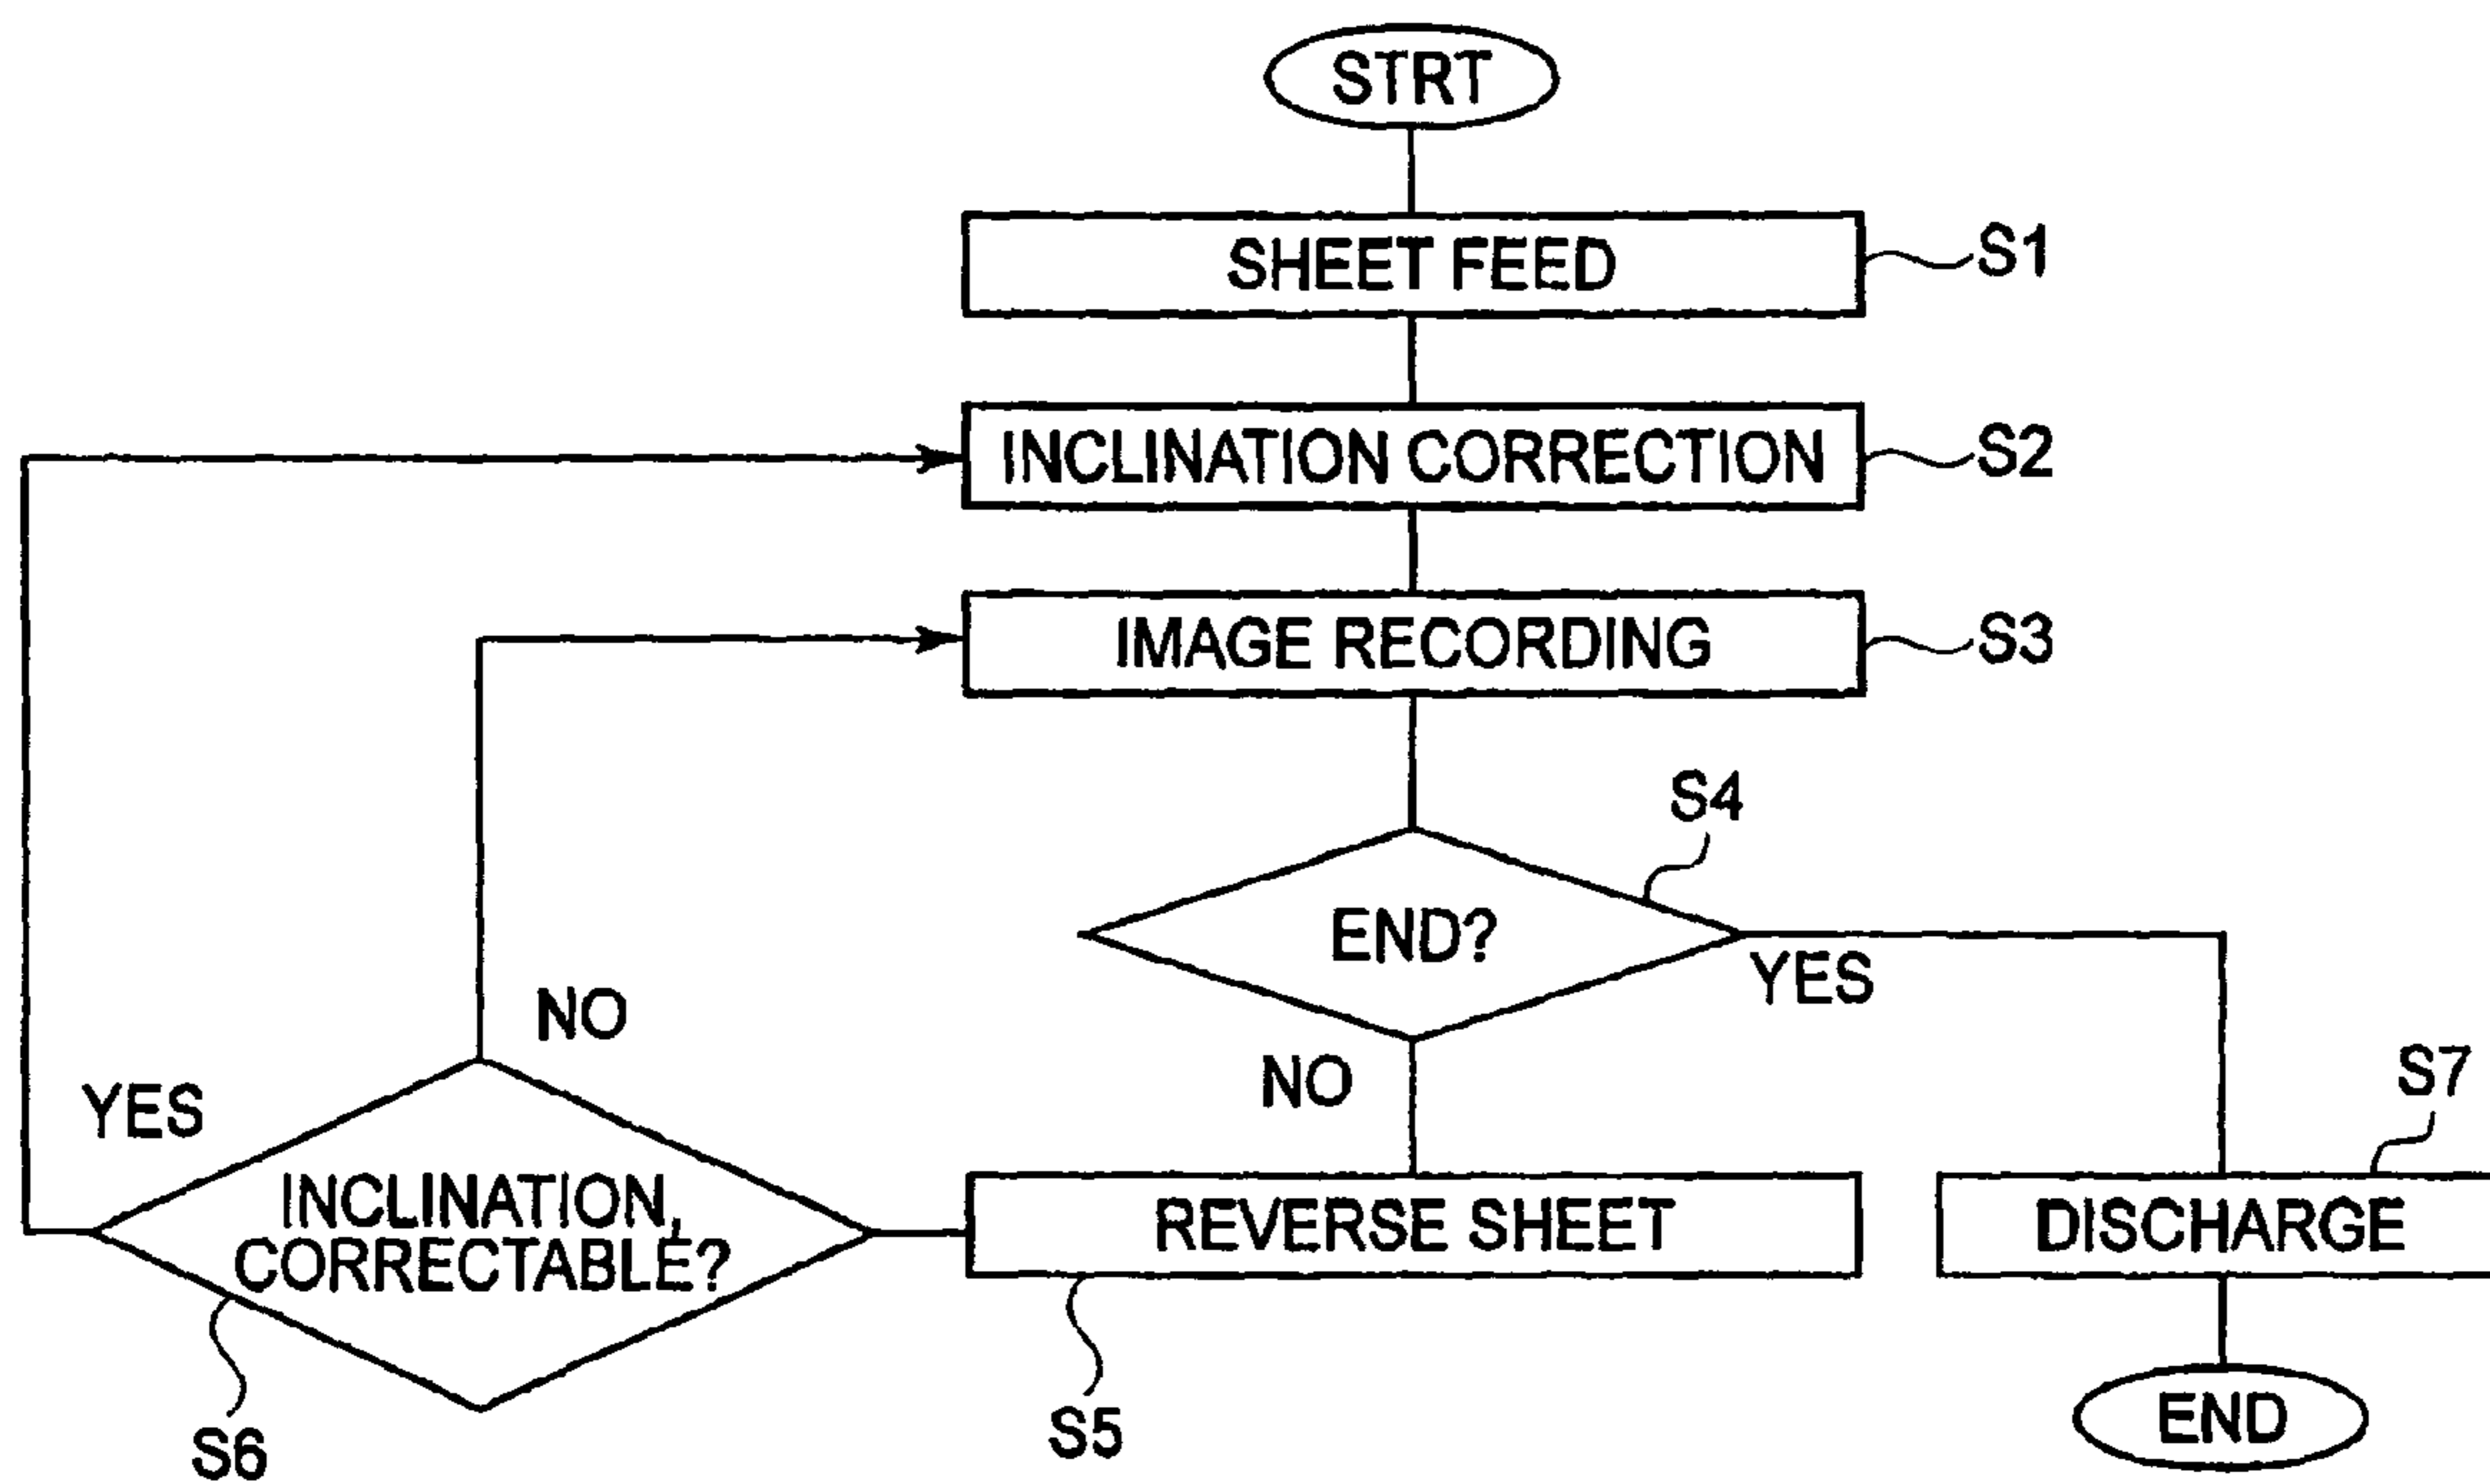 STRT
SHEET FEED
S1
INCLINATION CORRECTION
S2
IMAGE RECORDING
S3
S4
END?
YES
NO
NO
YES
INCLINATION,
CORRECTABLE?
S6
REVERSE SHEET
S5
S7
DISCHARGE
END